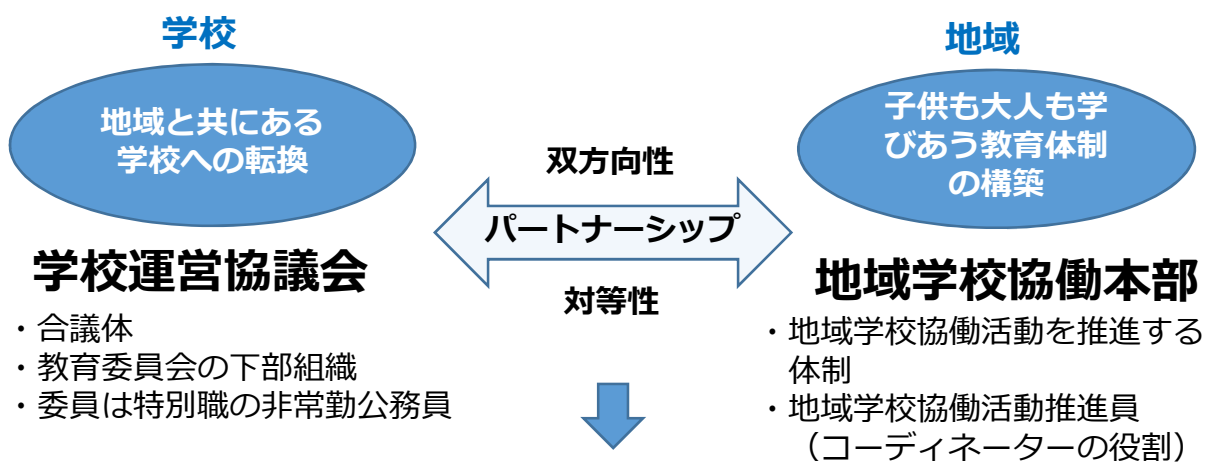 学校
地域と共にある
学校への転換
学校運営協議会
・合議体
・教育委員会の下部組織
・委員は特別職の非常勤公務員
双方向性
パートナーシップ
対等性
地域
子供も大人も学
びあう教育体制
の構築
地域学校協働本部
・地域学校協働活動を推進する
体制
・地域学校協働活動推進員
（コーディネーターの役割）